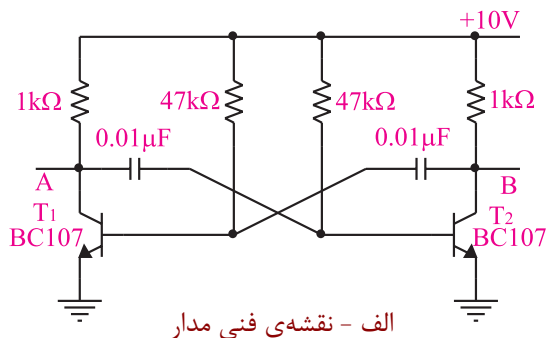 +10V
1kΩ 47kΩ 47kΩ 1kΩ
0.01μF 0.01μF
A B
T1 T2
BC107 BC107
الف - نقشه‌ی فنی مدار